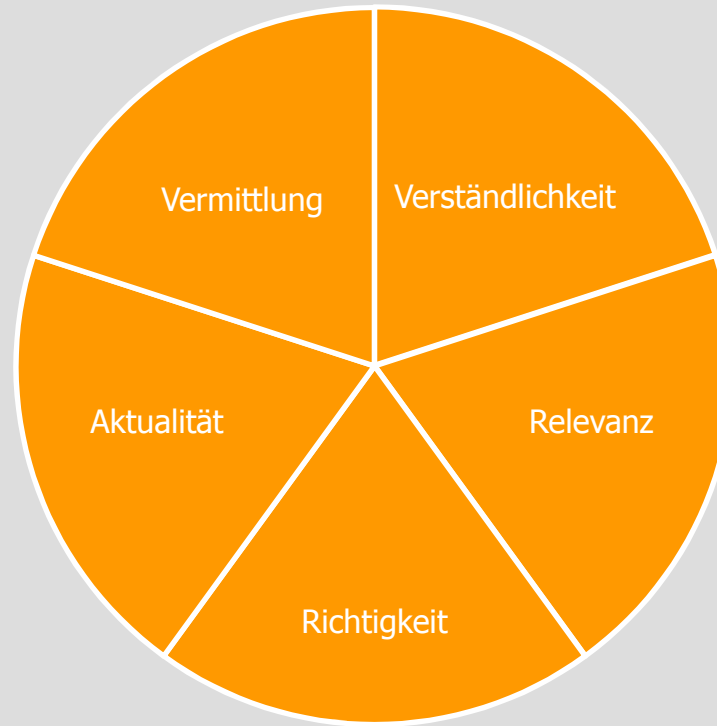 Vermittlung
Verständlichkeit
Aktualität
Relevanz
Richtigkeit